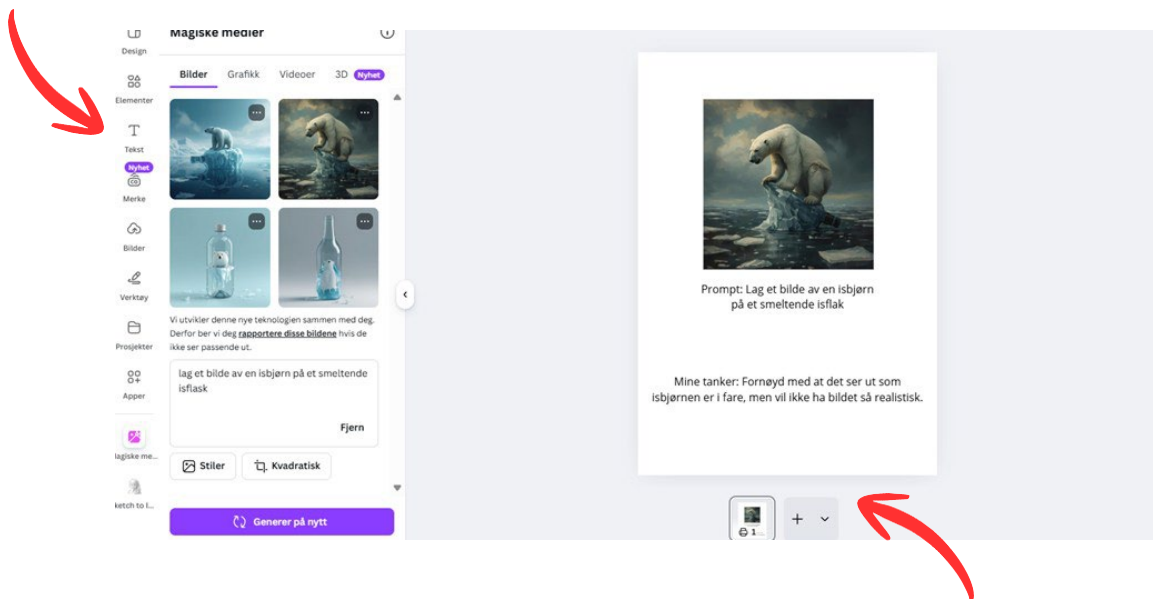 Design
Elementer
Tekst
Nyhet
Merke
Bilder
Verktøy
Prosjekter
Apper
Magiske medier
Bilder Grafikk Videoer 3D Nyhet
Vi utvikler denne nye teknologien sammen med deg.
Derfor ber vi deg rapportere disse bildene hvis de
ikke ser passende ut.
lag et bilde av en isbjørn på et smeltende
isflask
Fjern
Stiler Kvadratisk
Generer på nytt
Prompt: Lag et bilde av en isbjørn
på et smeltende isflak
Mine tanker: Fornøyd med at det ser ut som
isbjørnen er i fare, men vil ikke ha bildet så realistisk.
1